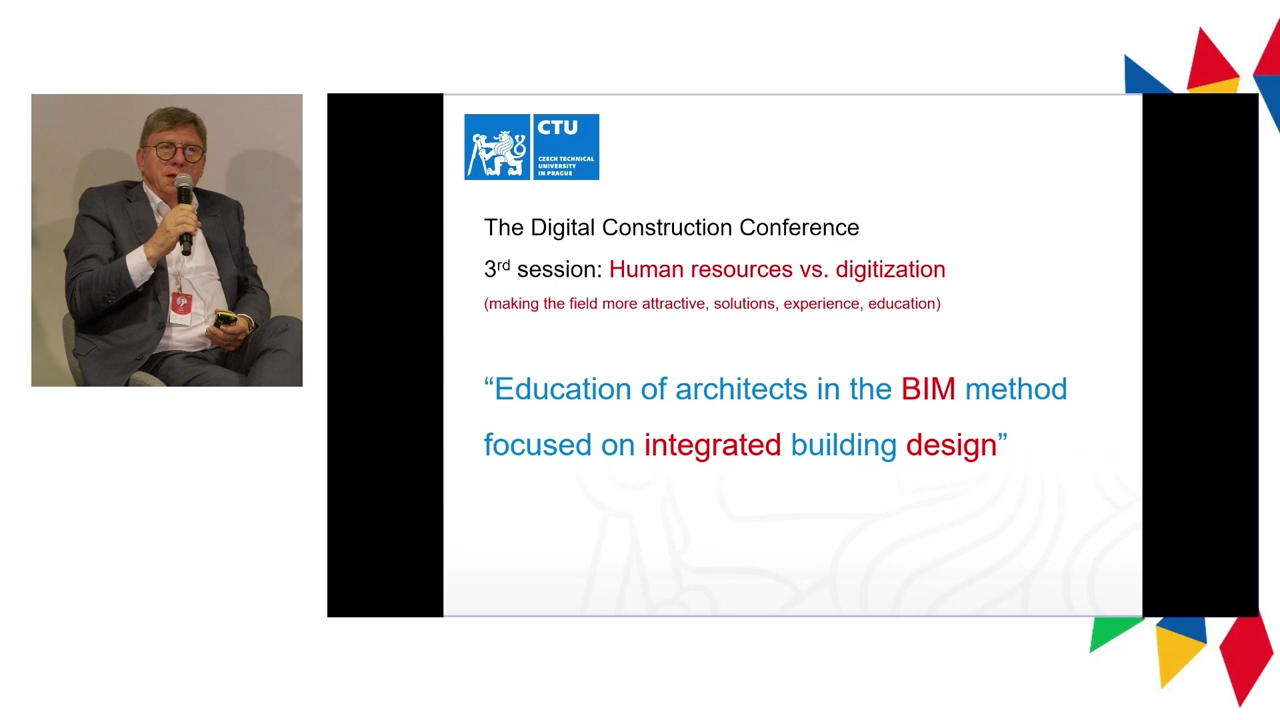 CTU
CZECH TECHNICAL
UNIVERSITY
IN PRAGUE
The Digital Construction Conference
3rd session: Human resources vs. digitization
(making the field more attractive, solutions, experience, education)
“Education of architects in the BIM method
focused on integrated building design”